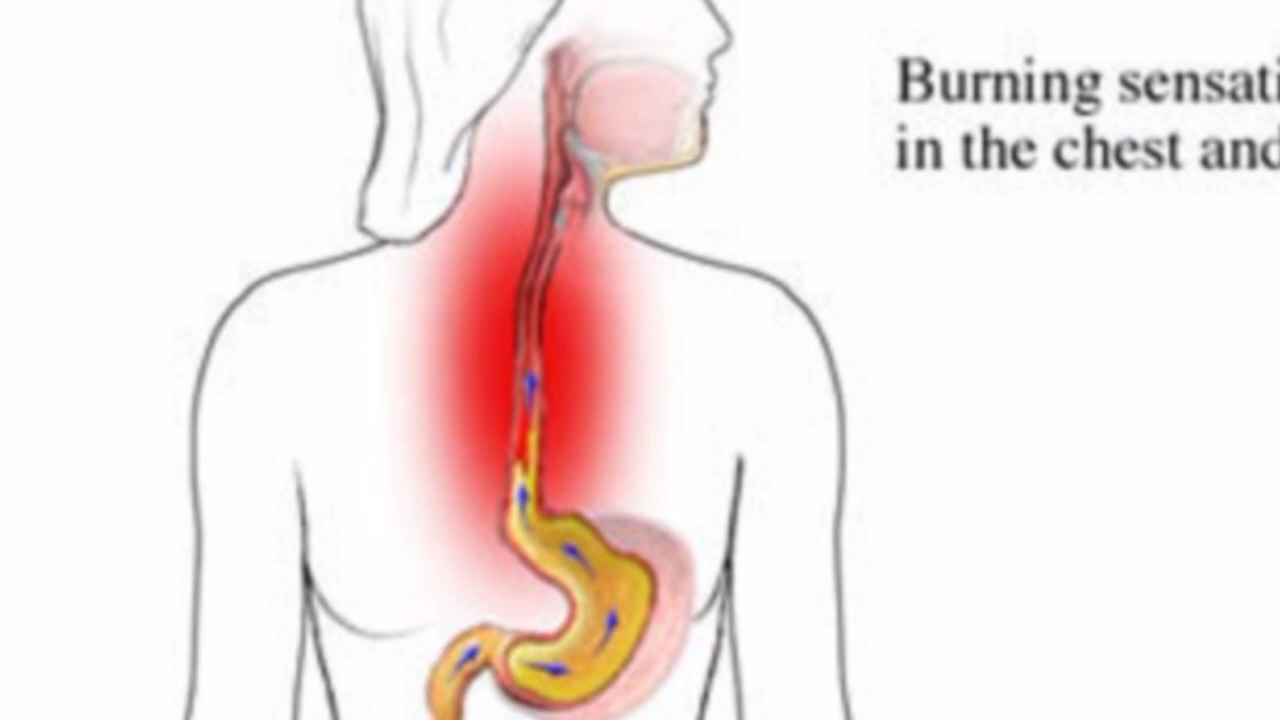 Burning sensati
in the chest and